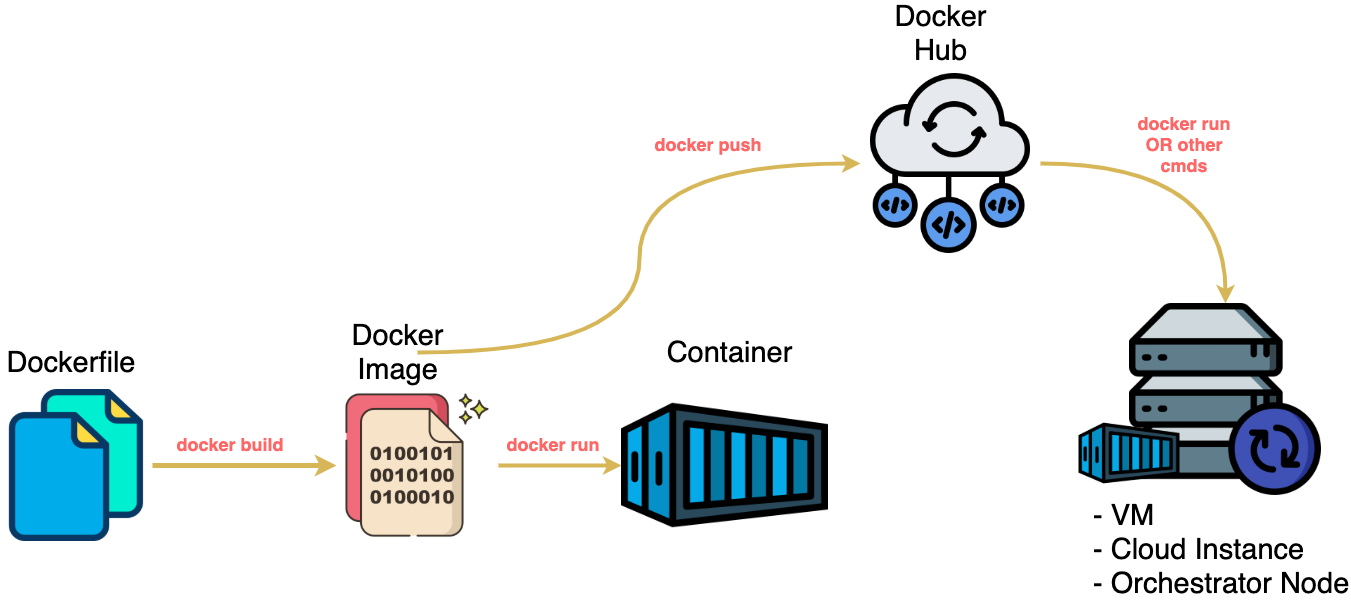 Docker
Hub
docker push
docker run
OR other
cmds
Docker
Image
Container
Dockerfile
docker build
docker run
0100101
0010100
0100010
</>
</>
</>
- VM
- Cloud Instance
- Orchestrator Node